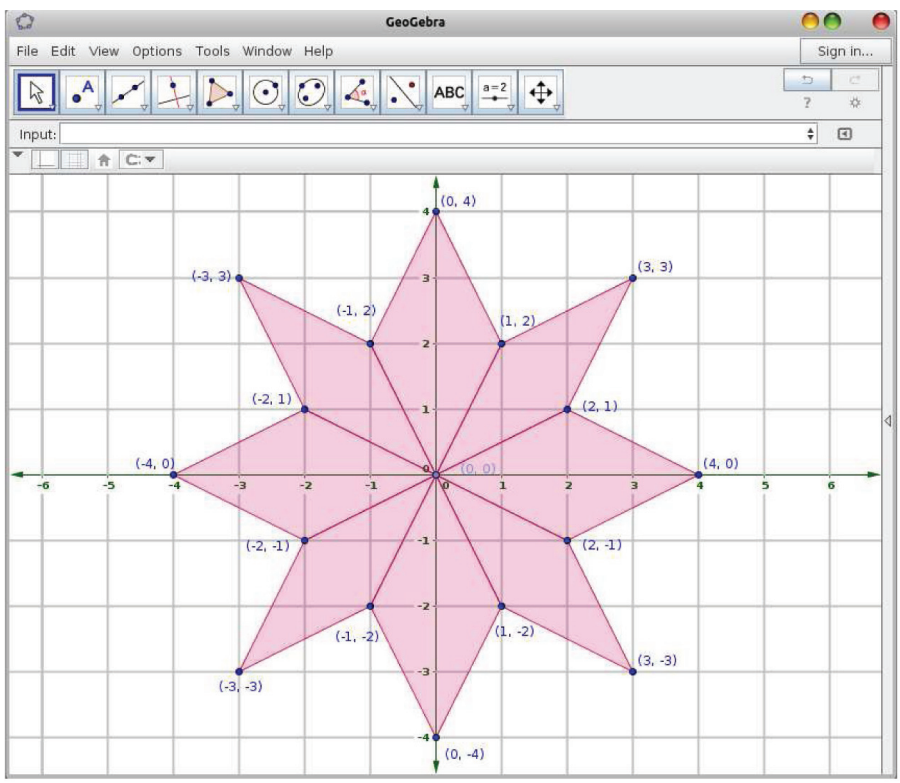 GeoGebra
File Edit View Options Tools Window Help Sign in...
A ABC a=2
?
Input:
(0, 4)
4
(-3, 3) 3 (3, 3)
(-1, 2) (1, 2)
2
(-2, 1) 1 (2, 1)
(-4, 0) 0 (0, 0) (4, 0)
-6 -5 -4 -3 -2 -1 0 1 2 3 4 5 6
(-2, -1) -1 (2, -1)
-2
(-1, -2) (1, -2)
-3 (3, -3)
(-3, -3)
-4
(0, -4)